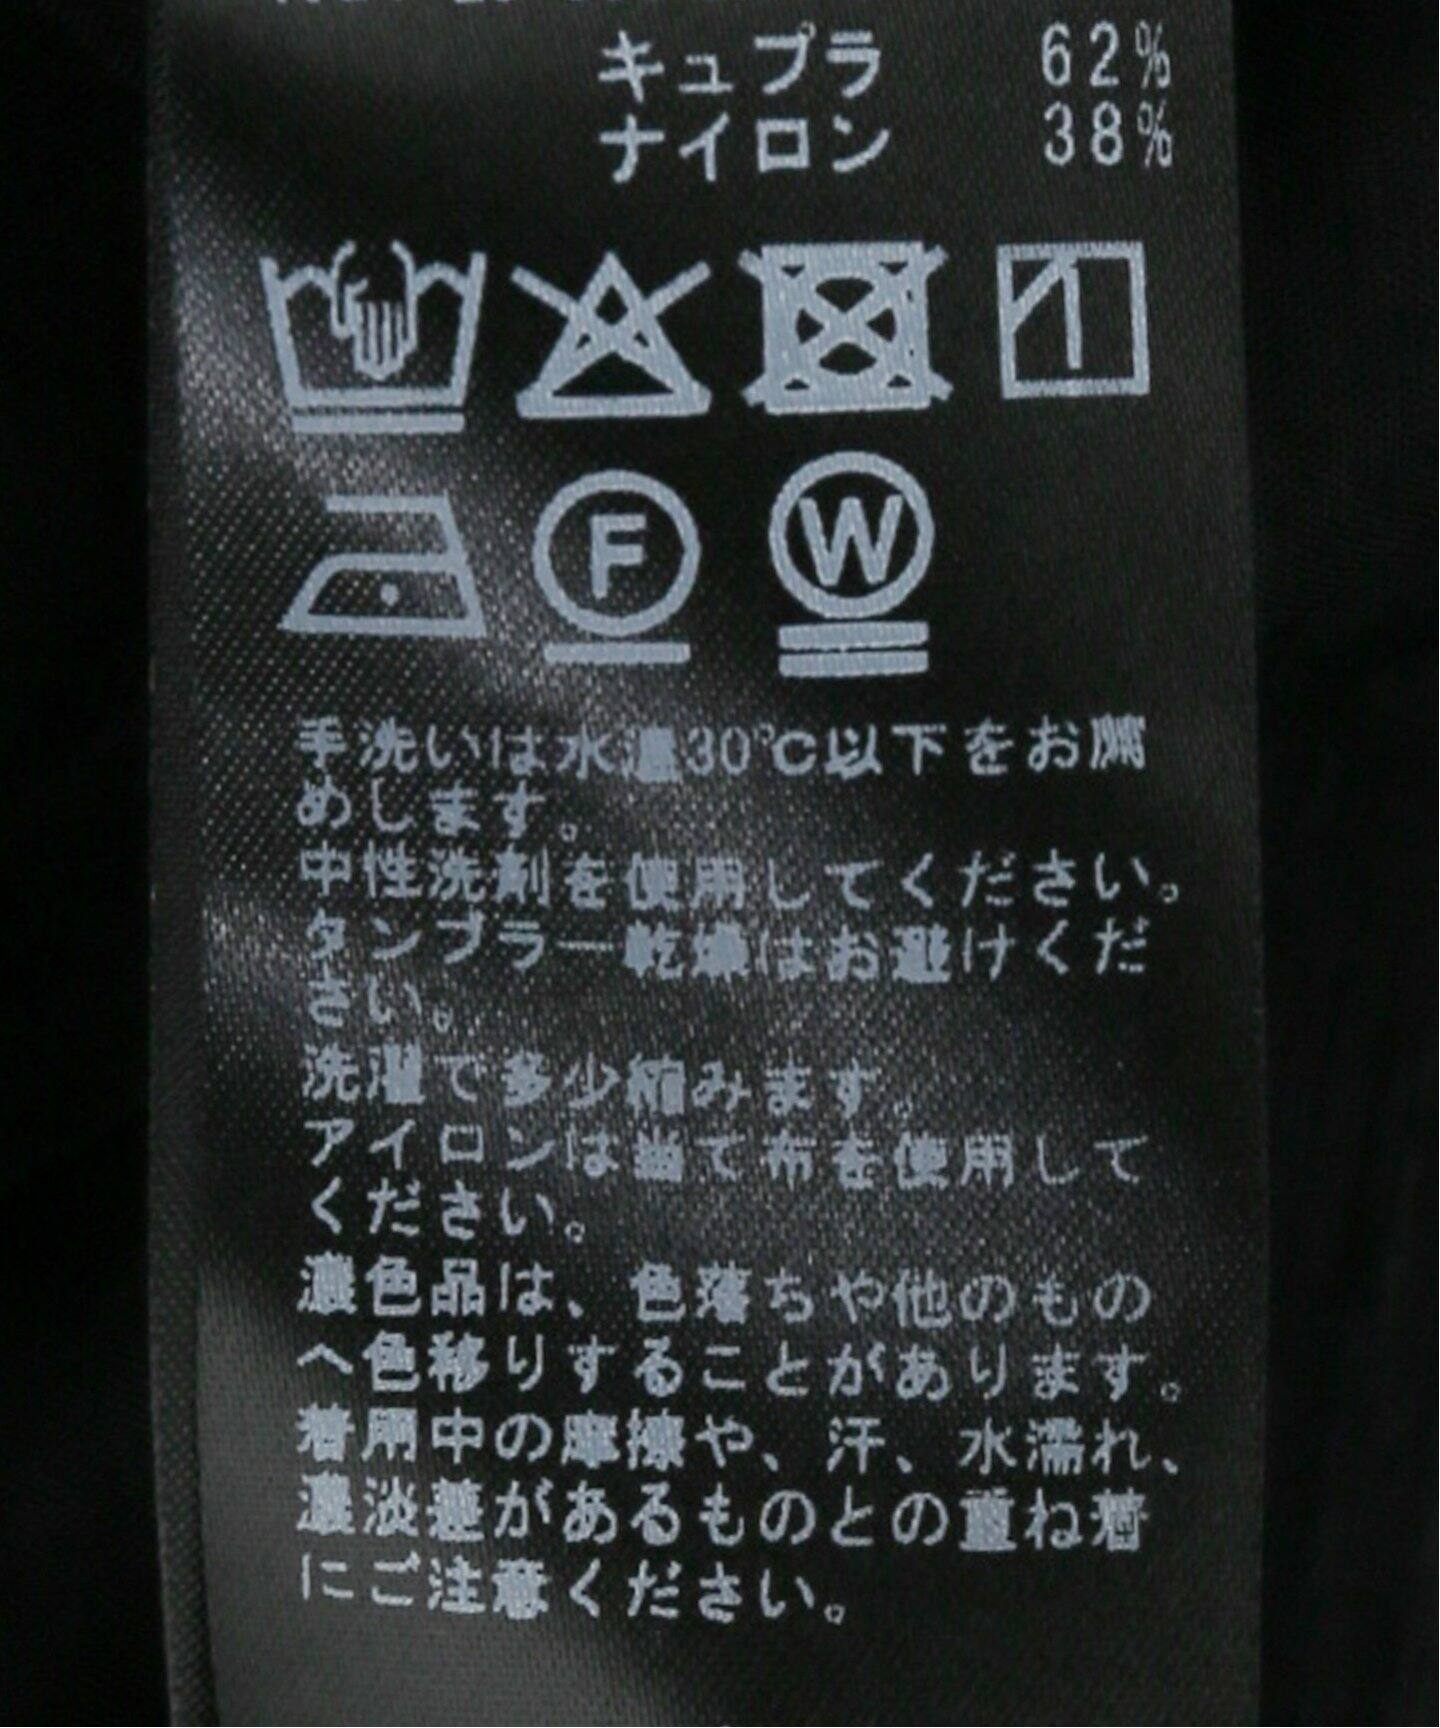 キュプラ 62%
ナイロン 38%
F W
手洗いは水温30℃以下をお薦
めします。
中性洗剤を使用してください。
タンブラー乾燥はお避けくだ
さい。
洗濯で多少縮みます。
アイロンは当て布を使用して
ください。
濃色品は、色落ちや他のもの
へ色移りすることがあります。
着用中の摩擦や、汗、水濡れ、
濃淡差があるものとの重ね着
にご注意ください。